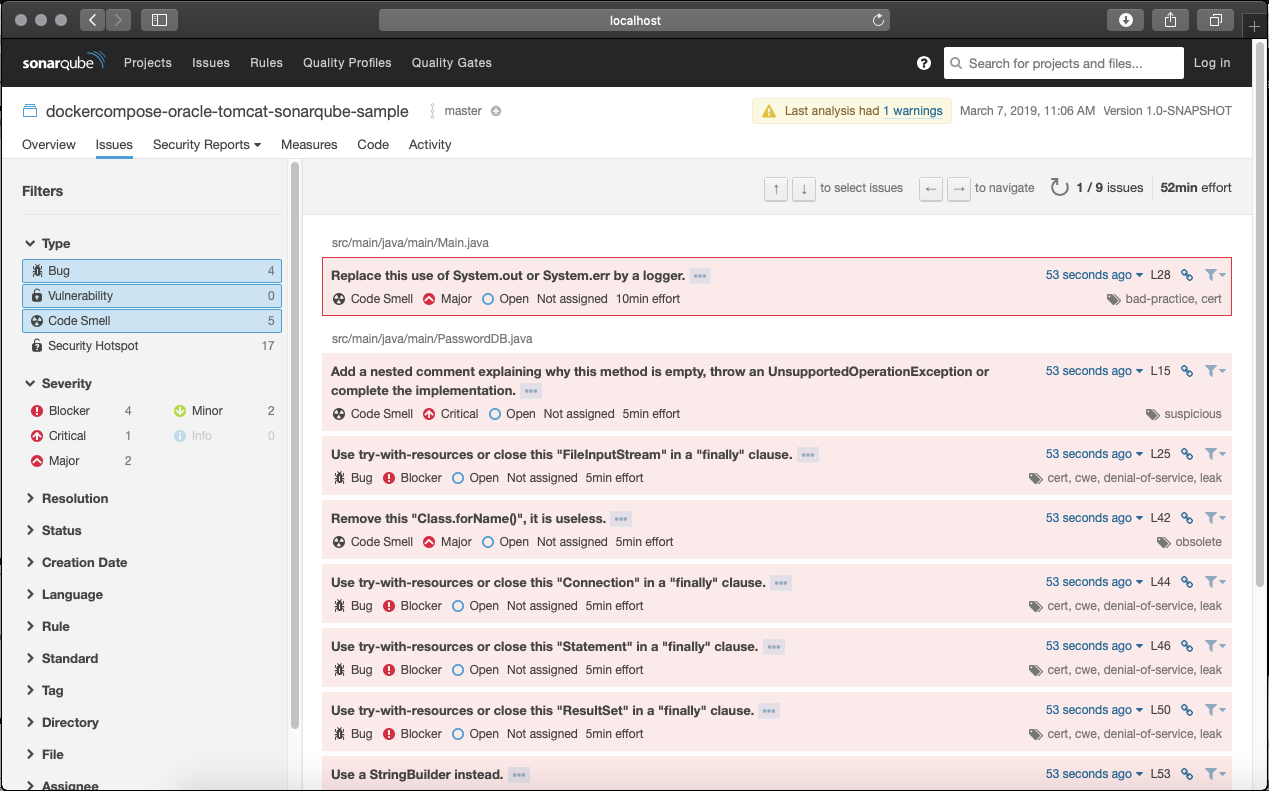 localhost
sonarqube Projects Issues Rules Quality Profiles Quality Gates ? Search for projects and files... Log in
dockercompose-oracle-tomcat-sonarqube-sample master Last analysis had 1 warnings March 7, 2019, 11:06 AM Version 1.0-SNAPSHOT
Overview Issues Security Reports Measures Code Activity
Filters
↑ ↓ to select issues ← → to navigate 1 / 9 issues 52min effort
Type
Bug 4
Vulnerability 0
Code Smell 5
Security Hotspot 17
Severity
Blocker 4 Minor 2
Critical 1 Info 0
Major 2
Resolution
Status
Creation Date
Language
Rule
Standard
Tag
Directory
File
Assignee
src/main/java/main/Main.java
Replace this use of System.out or System.err by a logger. ••• 53 seconds ago L28
Code Smell Major Open Not assigned 10min effort bad-practice, cert
src/main/java/main/PasswordDB.java
Add a nested comment explaining why this method is empty, throw an UnsupportedOperationException or 53 seconds ago L15
complete the implementation. •••
Code Smell Critical Open Not assigned 5min effort suspicious
Use try-with-resources or close this "FileInputStream" in a "finally" clause. ••• 53 seconds ago L25
Bug Blocker Open Not assigned 5min effort cert, cwe, denial-of-service, leak
Remove this "Class.forName()", it is useless. ••• 53 seconds ago L42
Code Smell Major Open Not assigned 5min effort obsolete
Use try-with-resources or close this "Connection" in a "finally" clause. ••• 53 seconds ago L44
Bug Blocker Open Not assigned 5min effort cert, cwe, denial-of-service, leak
Use try-with-resources or close this "Statement" in a "finally" clause. ••• 53 seconds ago L46
Bug Blocker Open Not assigned 5min effort cert, cwe, denial-of-service, leak
Use try-with-resources or close this "ResultSet" in a "finally" clause. ••• 53 seconds ago L50
Bug Blocker Open Not assigned 5min effort cert, cwe, denial-of-service, leak
Use a StringBuilder instead. ••• 53 seconds ago L53